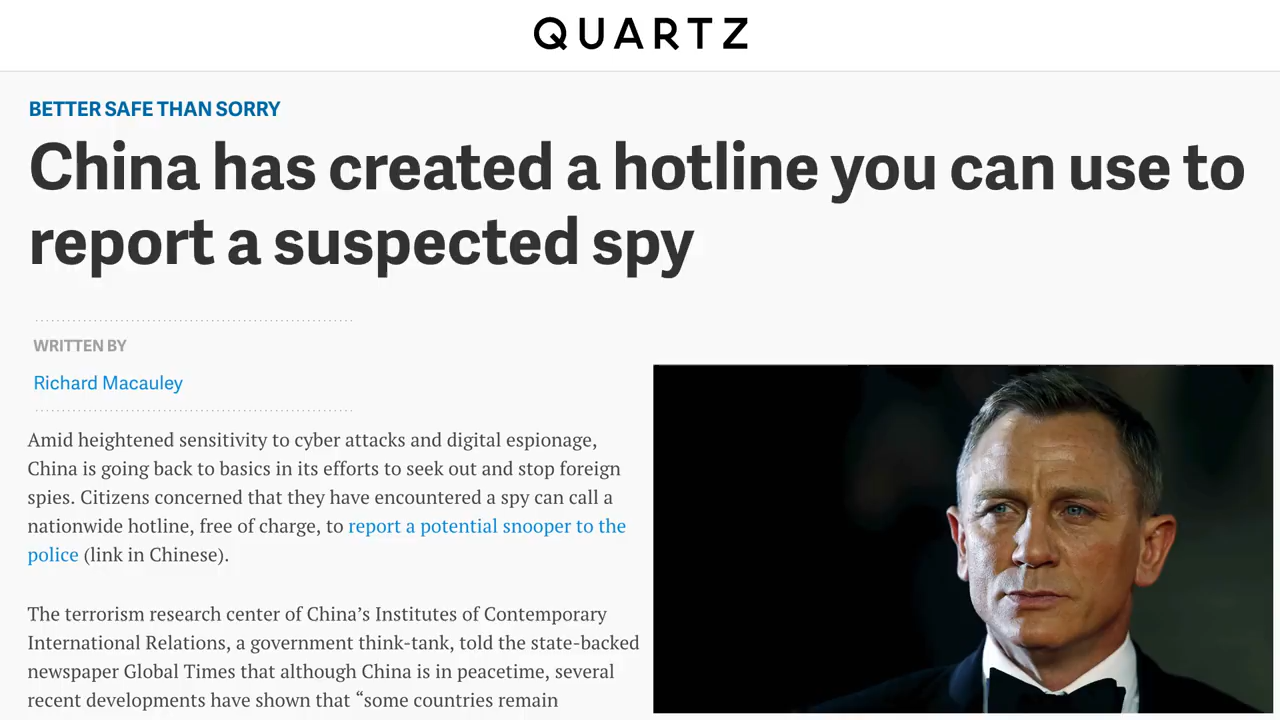 QUARTZ
BETTER SAFE THAN SORRY
China has created a hotline you can use to
report a suspected spy
WRITTEN BY
Richard Macauley
Amid heightened sensitivity to cyber attacks and digital espionage,
China is going back to basics in its efforts to seek out and stop foreign
spies. Citizens concerned that they have encountered a spy can call a
nationwide hotline, free of charge, to report a potential snooper to the
police (link in Chinese).
The terrorism research center of China’s Institutes of Contemporary
International Relations, a government think-tank, told the state-backed
newspaper Global Times that although China is in peacetime, several
recent developments have shown that “some countries remain